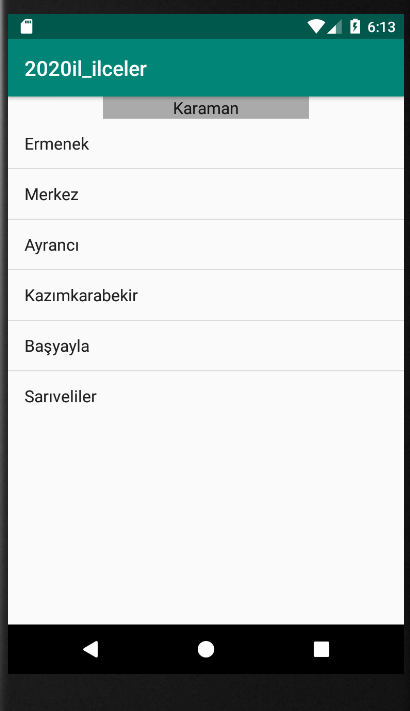 6:13
2020il_ilceler
Karaman
Ermenek
Merkez
Ayrancı
Kazımkarabekir
Başyayla
Sarıveliler